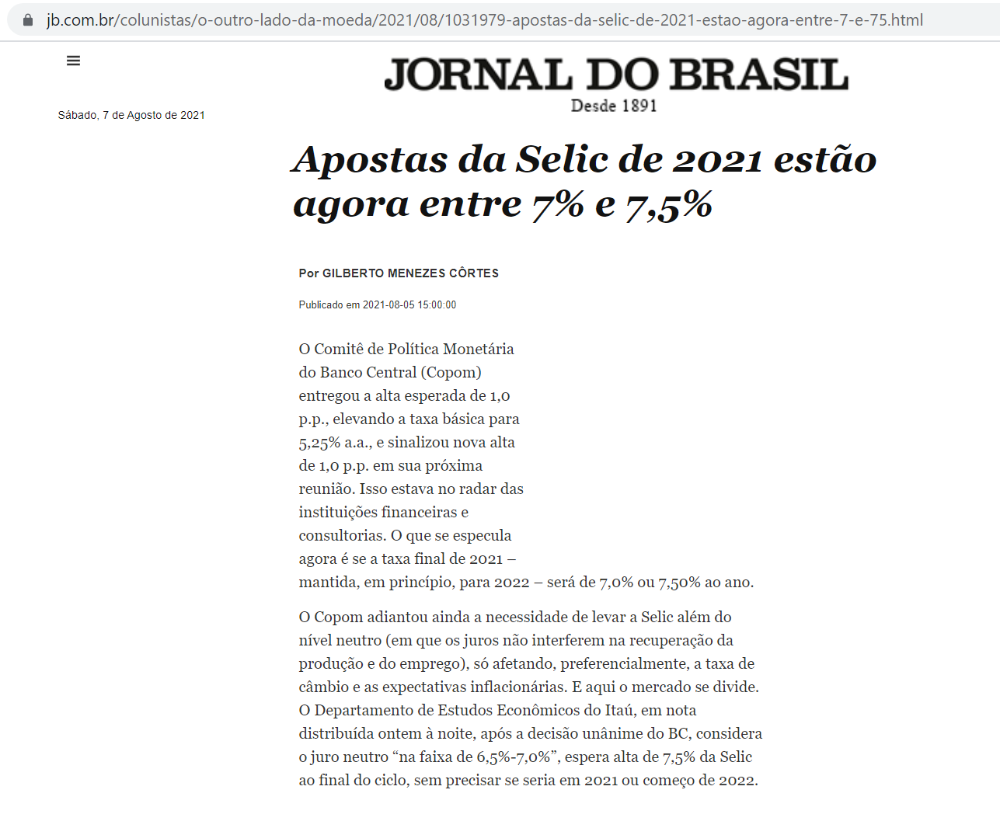 jb.com.br/colunistas/o-outro-lado-da-moeda/2021/08/1031979-apostas-da-selic-de-2021-estao-agora-entre-7-e-75.html
JORNAL DO BRASIL
Desde 1891
Sábado, 7 de Agosto de 2021
Apostas da Selic de 2021 estão
agora entre 7% e 7,5%
Por GILBERTO MENEZES CÔRTES
Publicado em 2021-08-05 15:00:00
O Comitê de Política Monetária
do Banco Central (Copom)
entregou a alta esperada de 1,0
p.p., elevando a taxa básica para
5,25% a.a., e sinalizou nova alta
de 1,0 p.p. em sua próxima
reunião. Isso estava no radar das
instituições financeiras e
consultorias. O que se especula
agora é se a taxa final de 2021 –
mantida, em princípio, para 2022 – será de 7,0% ou 7,50% ao ano.
O Copom adiantou ainda a necessidade de levar a Selic além do
nível neutro (em que os juros não interferem na recuperação da
produção e do emprego), só afetando, preferencialmente, a taxa de
câmbio e as expectativas inflacionárias. E aqui o mercado se divide.
O Departamento de Estudos Econômicos do Itaú, em nota
distribuída ontem à noite, após a decisão unânime do BC, considera
o juro neutro “na faixa de 6,5%-7,0%”, espera alta de 7,5% da Selic
ao final do ciclo, sem precisar se seria em 2021 ou começo de 2022.